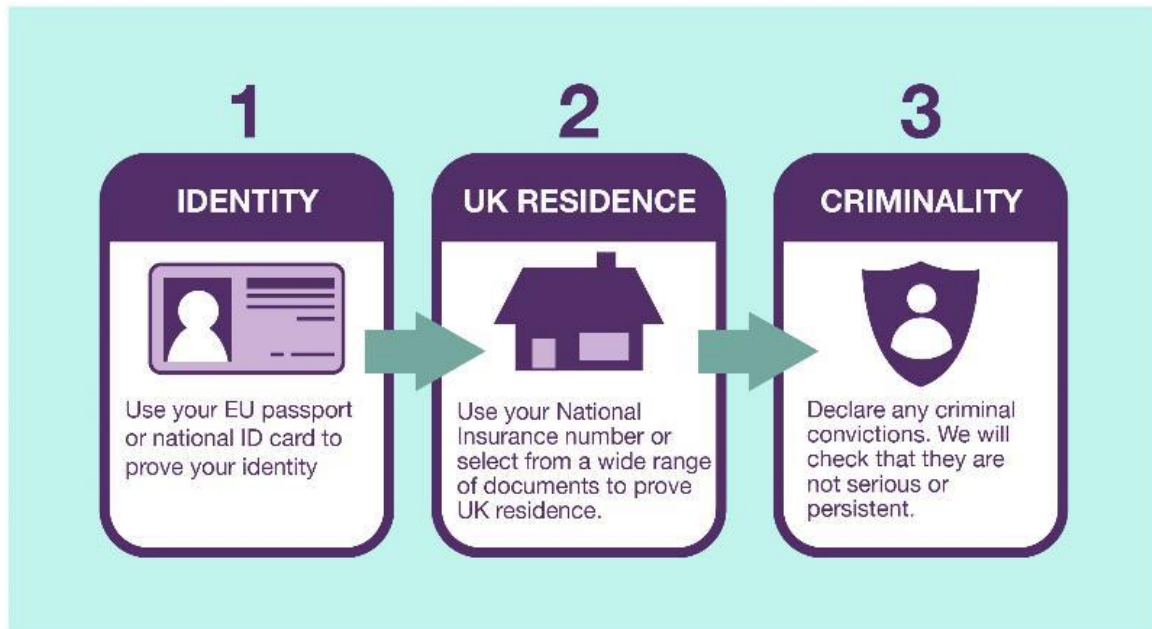 1
IDENTITY
Use your EU passport
or national ID card to
prove your identity
2
UK RESIDENCE
Use your National
Insurance number or
select from a wide range
of documents to prove
UK residence.
3
CRIMINALITY
Declare any criminal
convictions. We will
check that they are
not serious or
persistent.